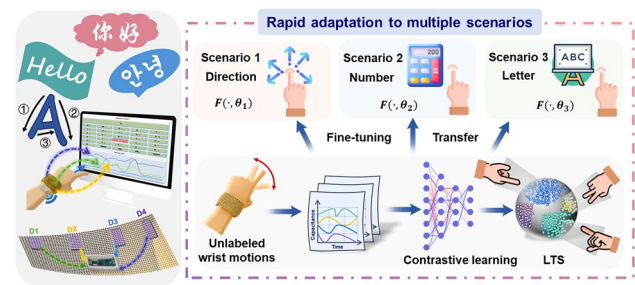 Rapid adaptation to multiple scenarios
你好
Hello
안녕
①
②
③
A
D1
D2
D3
D4
Scenario 1
Direction
F(·, θ₁)
Scenario 2
Number
F(·, θ₂)
200
Scenario 3
Letter
F(·, θ₃)
ABC
Fine-tuning
Transfer
Unlabeled
wrist motions
Capacitance
Time
Contrastive learning
LTS